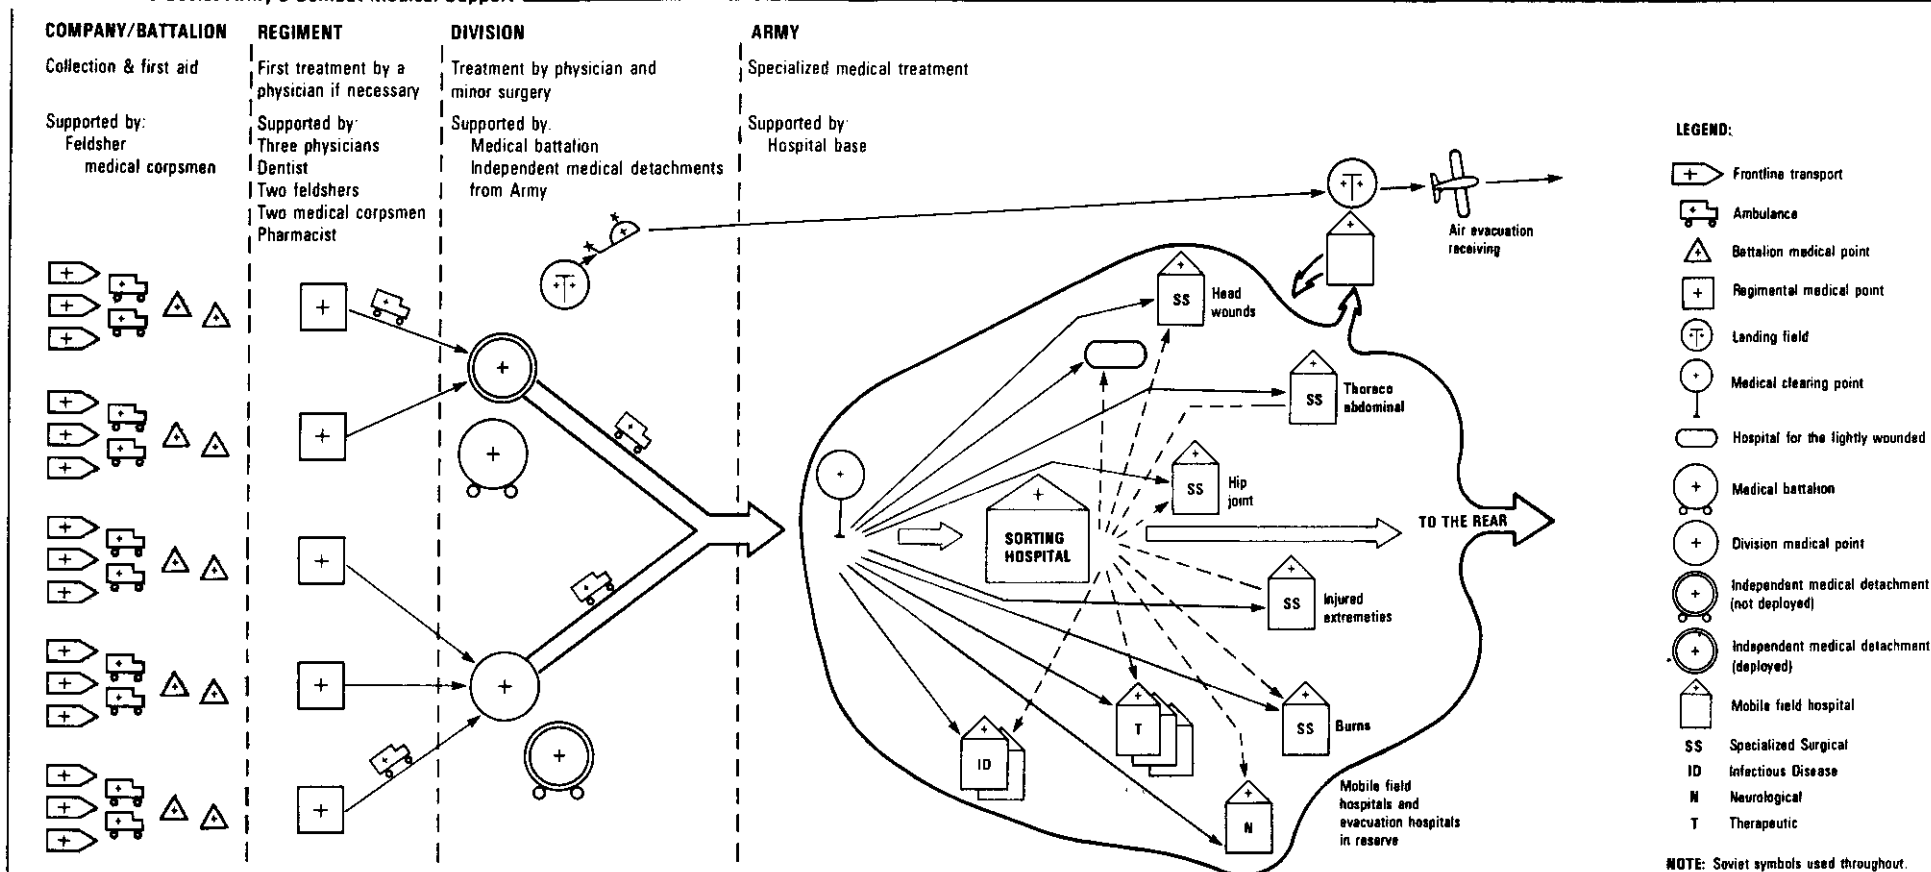 COMPANY/BATTALION
Collection & first aid
Supported by:
Feldsher
medical corpsmen
REGIMENT
First treatment by a
physician if necessary
Supported by:
Three physicians
Dentist
Two feldshers
Two medical corpsmen
Pharmacist
DIVISION
Treatment by physician and
minor surgery
Supported by.
Medical battalion
Independent medical detachments
from Army
ARMY
Specialized medical treatment
Supported by:
Hospital base
Air evacuation
receiving
SS
Head
wounds
SS
Thoraco
abdominal
SS
Hip
joint
SORTING
HOSPITAL
TO THE REAR
SS
Injured
extremeties
SS
Burns
T
ID
N
Mobile field
hospitals and
evacuation hospitals
in reserve
LEGEND:
Frontline transport
Ambulance
Battalion medical point
Regimental medical point
Landing field
Medical clearing point
Hospital for the lightly wounded
Medical battalion
Division medical point
Independent medical detachment
(not deployed)
Independent medical detachment
(deployed)
Mobile field hospital
SS Specialized Surgical
ID Infectious Disease
N Neurological
T Therapeutic
NOTE: Soviet symbols used throughout.